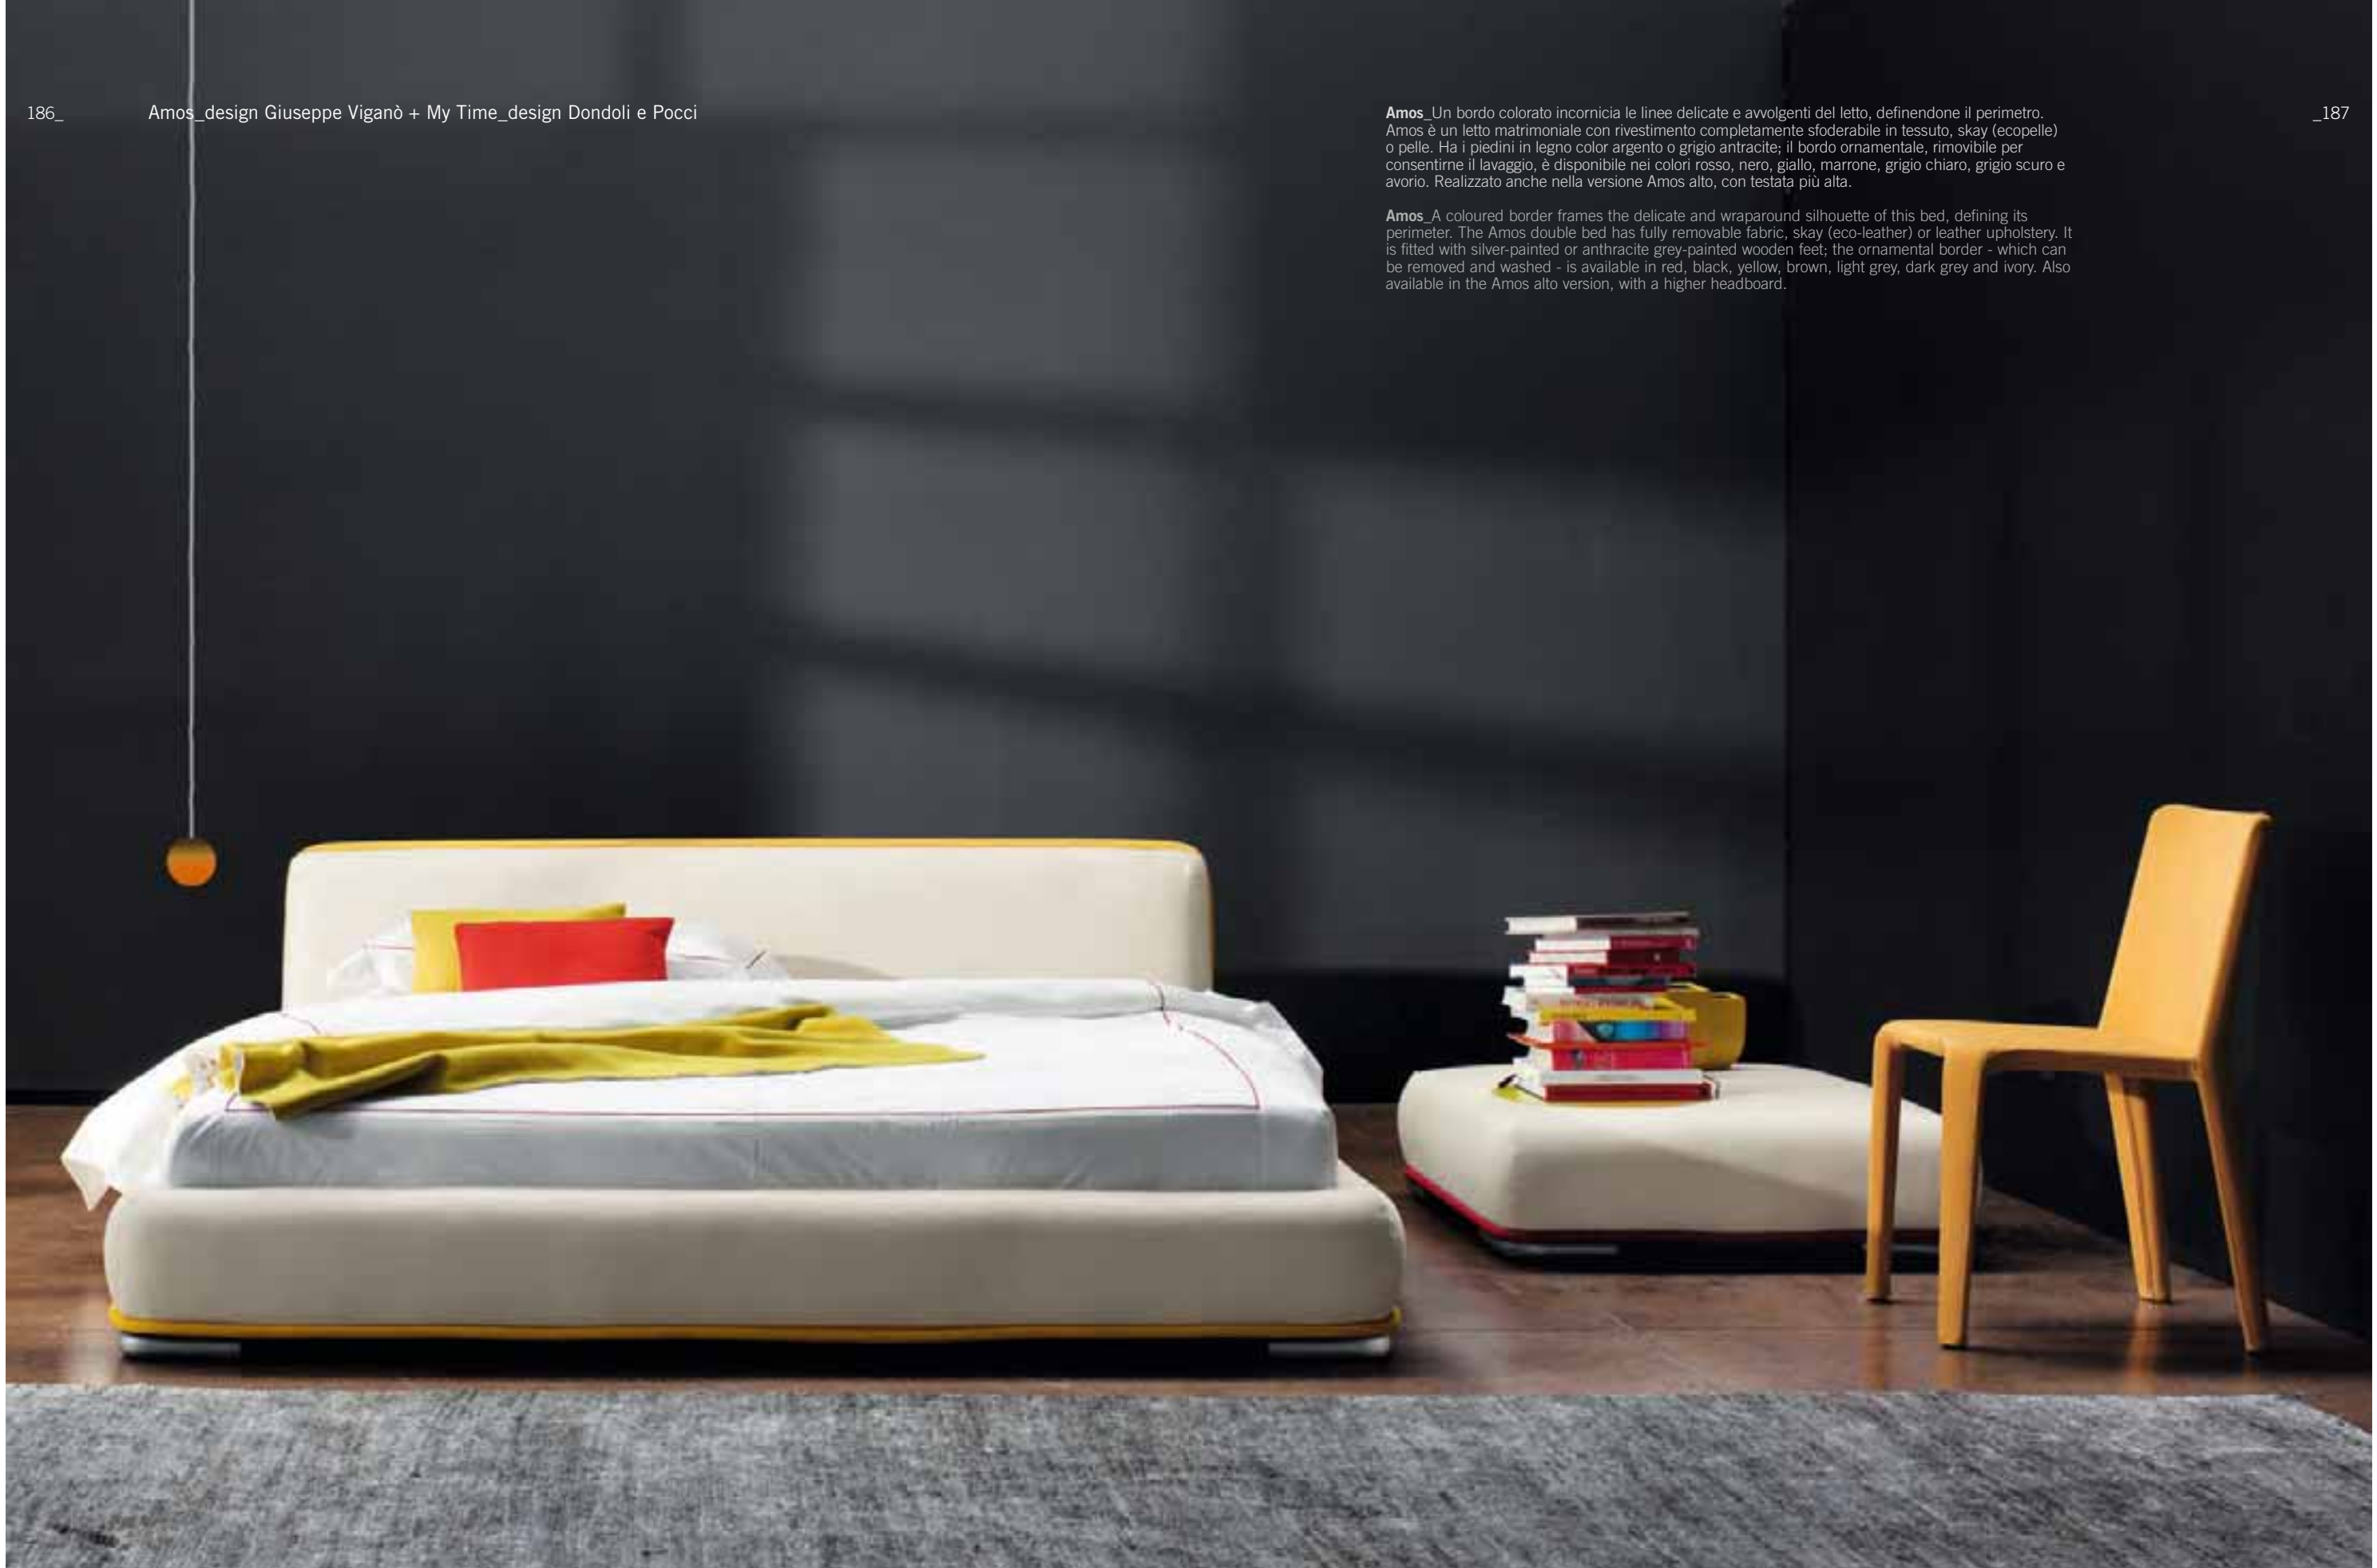 186_
Amos_design Giuseppe Viganò + My Time_design Dondoli e Pocci
Amos_Un bordo colorato incornicia le linee delicate e avvolgenti del letto, definendone il perimetro.
Amos è un letto matrimoniale con rivestimento completamente sfoderabile in tessuto, skay (ecopelle)
o pelle. Ha i piedini in legno color argento o grigio antracite; il bordo ornamentale, rimovibile per
consentirne il lavaggio, è disponibile nei colori rosso, nero, giallo, marrone, grigio chiaro, grigio scuro e
avorio. Realizzato anche nella versione Amos alto, con testata più alta.
Amos_A coloured border frames the delicate and wraparound silhouette of this bed, defining its
perimeter. The Amos double bed has fully removable fabric, skay (eco-leather) or leather upholstery. It
is fitted with silver-painted or anthracite grey-painted wooden feet; the ornamental border - which can
be removed and washed - is available in red, black, yellow, brown, light grey, dark grey and ivory. Also
available in the Amos alto version, with a higher headboard.
_187